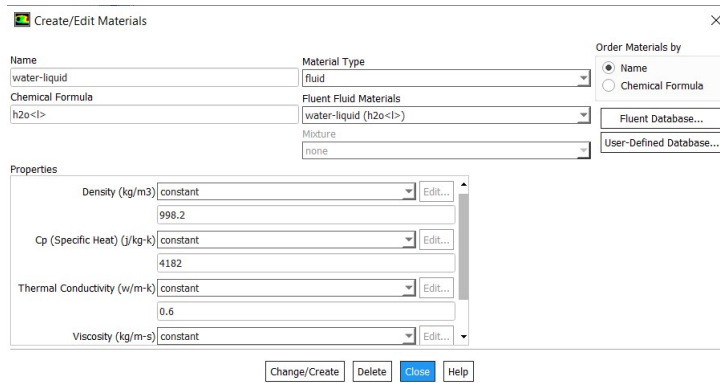 Create/Edit Materials
Name
water-liquid
Chemical Formula
h2o<l>
Material Type
fluid
Fluent Fluid Materials
water-liquid (h2o<l>)
Mixture
none
Order Materials by
Name
Chemical Formula
Fluent Database...
User-Defined Database...
Properties
Density (kg/m3) constant Edit...
998.2
Cp (Specific Heat) (j/kg-k) constant Edit...
4182
Thermal Conductivity (w/m-k) constant Edit...
0.6
Viscosity (kg/m-s) constant Edit...
Change/Create Delete Close Help